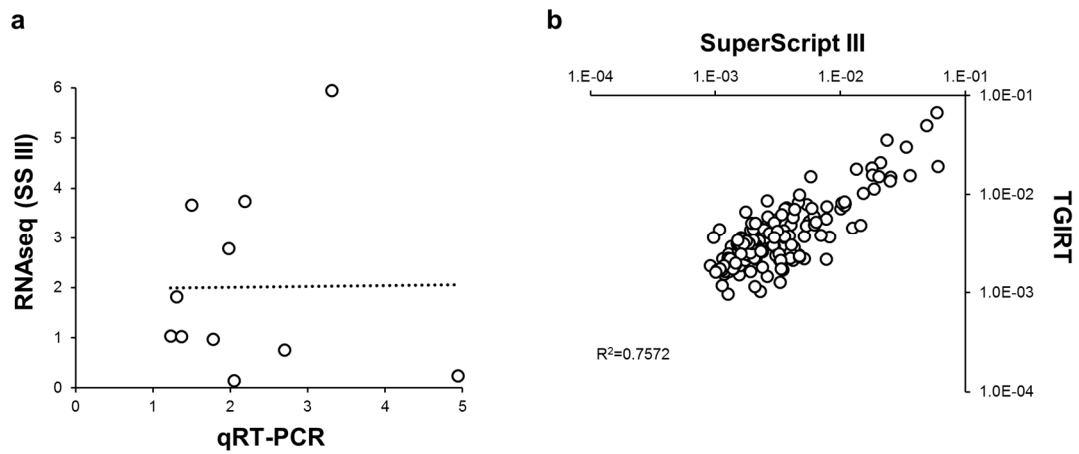 a
RNAseq (SS III)
6
5
4
3
2
1
0
0 1 2 3 4 5
qRT-PCR
b
SuperScript III
1.E-04 1.E-03 1.E-02 1.E-01
1.0E-01
1.0E-02
1.0E-03
1.0E-04
TGIRT
R²=0.7572